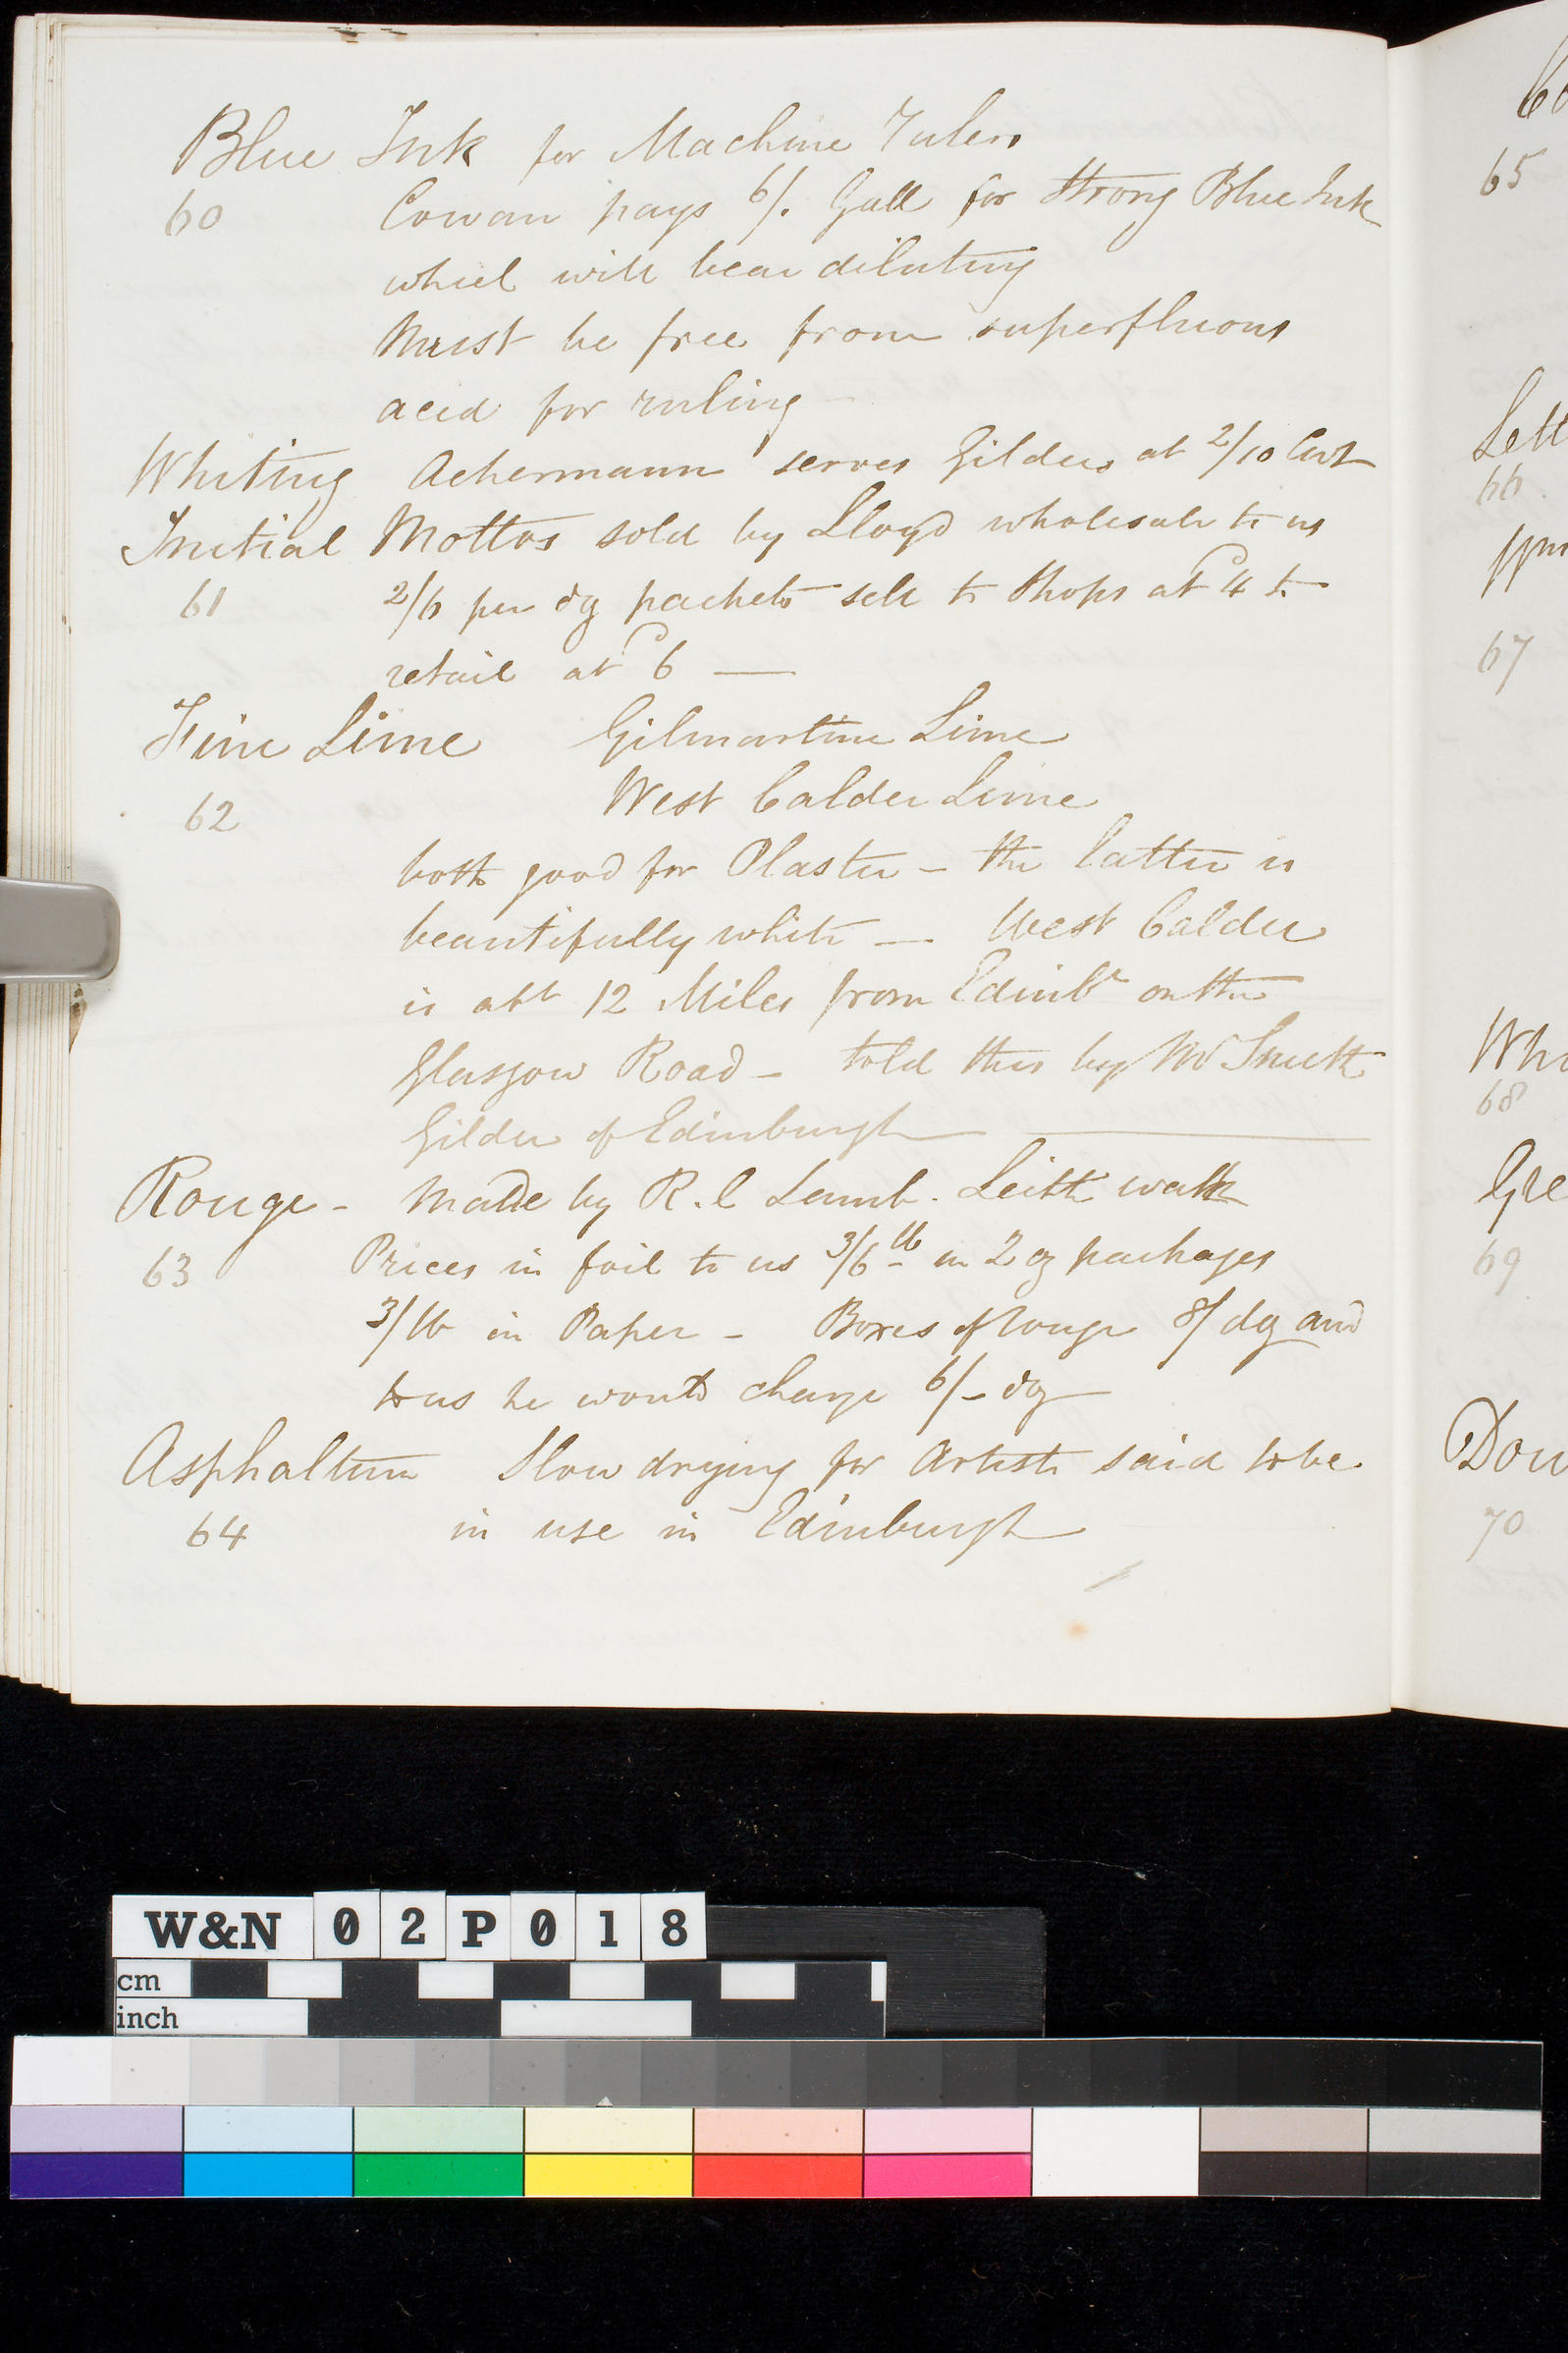 Blue Ink for Machine Rulers
60 Cowan pays 6/. Gall for Strong Blue Ink
which will bear diluting
Must be free from superfluous
acid for ruling
Whiting Ackermann serves Gilders at 2/10 Cwt
Initial Mottos sold by Lloyd wholesale to us
61 2/6 per dz packets sell to Shops at 4 to
retail at 6 —
Fine Lime Gilmartine Lime
West Calder Lime
62
both good for Plaster - the latter is
beautifully white — West Calder
is abt 12 Miles from Edinbr on the
Glasgow Road - told this by Mr Smith
Gilder of Edinburgh —
Rouge - Made by R. C Lamb. Leith walk
63 Prices in foil to us 3/6 lb in 2 oz packages
3/ lb in Paper - Boxes of rouge 8/ dz and
to us he would charge 6/- dz
Asphaltum Slow drying for Artists said to be
64 in use in Edinburgh
65
66
67
68
69
70
W&N 02P018
cm
inch